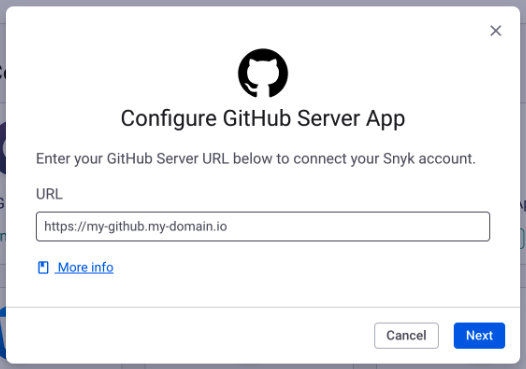 Configure GitHub Server App
Enter your GitHub Server URL below to connect your Snyk account.
URL
https://my-github.my-domain.io
More info
Cancel
Next